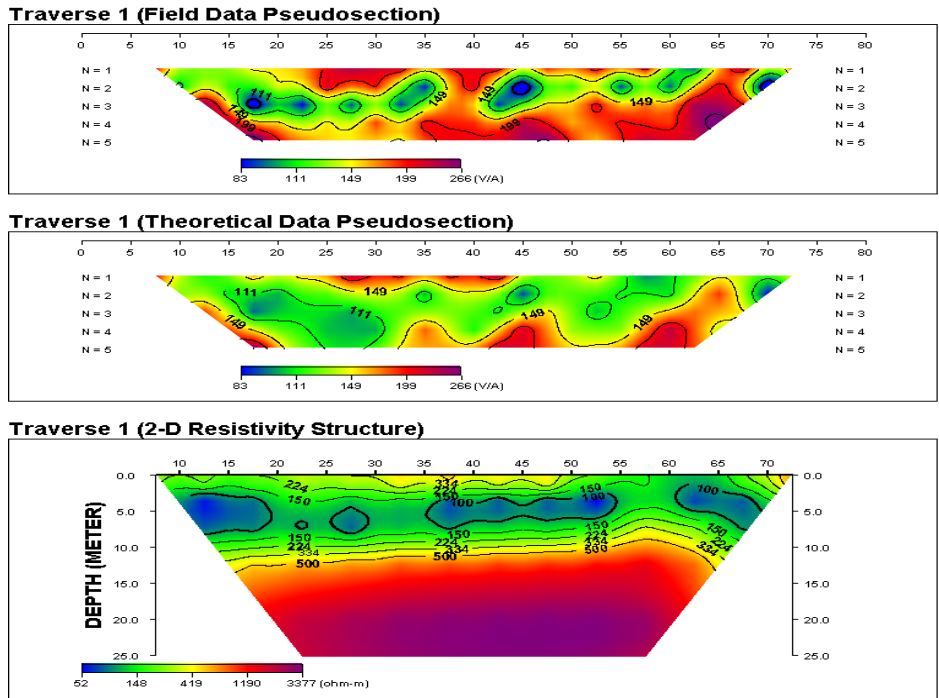 Traverse 1 (Field Data Pseudosection)
0 5 10 15 20 25 30 35 40 45 50 55 60 65 70 75 80
N = 1 N = 1
N = 2 111 N = 2
N = 3 149 149 149 N = 3
N = 4 199 199 N = 4
N = 5 N = 5
83 111 149 199 266 (V/A)
Traverse 1 (Theoretical Data Pseudosection)
0 5 10 15 20 25 30 35 40 45 50 55 60 65 70 75 80
N = 1 149 N = 1
N = 2 111 N = 2
N = 3 149 111 149 N = 3
N = 4 N = 4
N = 5 N = 5
83 111 149 199 266 (V/A)
Traverse 1 (2-D Resistivity Structure)
10 15 20 25 30 35 40 45 50 55 60 65 70
0.0 224 334 224 0.0
150 150 150 100
5.0 100 100 5.0
150 150 150 150
224 224 224 224
10.0 334 334 334 334 10.0
500 500 500
15.0 15.0
20.0 20.0
25.0 25.0
DEPTH (METER)
52 148 419 1190 3377 (ohm-m)